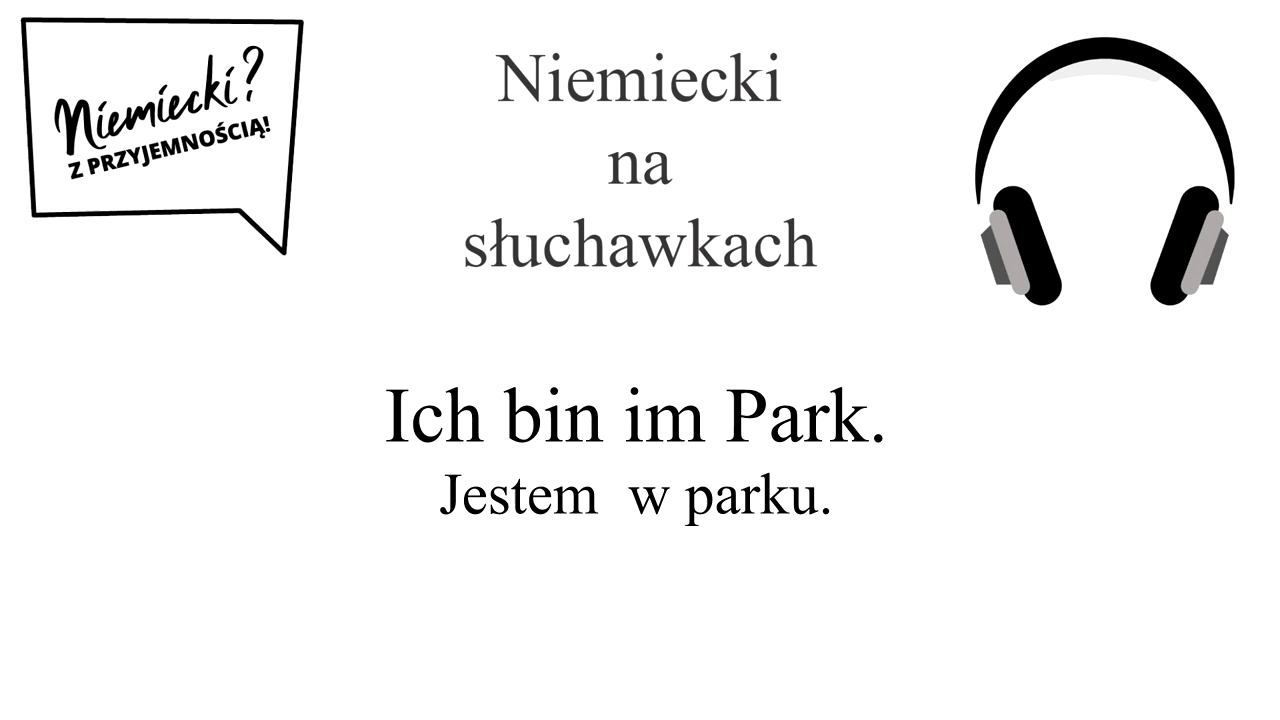 Niemiecki?
Z PRZYJEMNOŚCIĄ!
Niemiecki
na
słuchawkach
Ich bin im Park.
Jestem w parku.